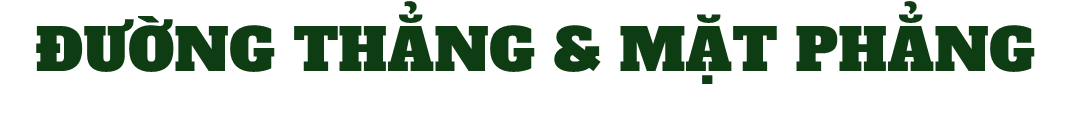 ĐƯỜNG THẲNG & MẶT PHẲNG